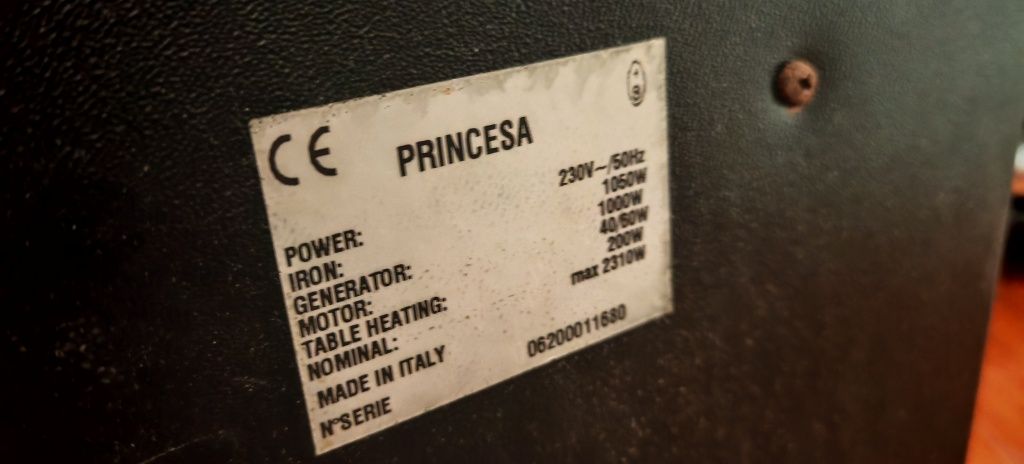 CE PRINCESA
POWER: 230V~/50Hz
IRON: 1050W
GENERATOR: 1000W
MOTOR: 40/60W
TABLE HEATING: 200W
NOMINAL: max 2310W
MADE IN ITALY
N°SERIE 06200011680